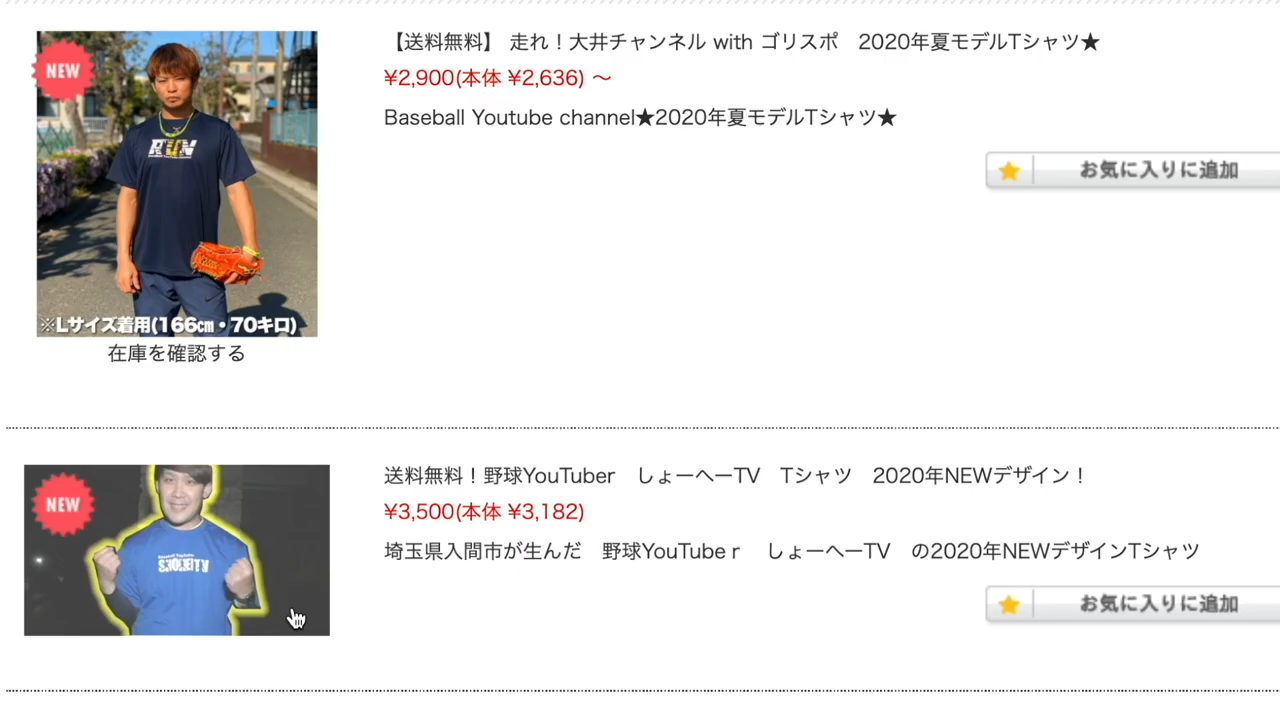 NEW
【送料無料】 走れ！大井チャンネル with ゴリスポ　2020年夏モデルTシャツ★
¥2,900(本体 ¥2,636) ～
Baseball Youtube channel★2020年夏モデルTシャツ★
お気に入りに追加
RUN
※Lサイズ着用(166㎝・70キロ)
在庫を確認する
NEW
送料無料！野球YouTuber　しょーへーTV　Tシャツ　2020年NEWデザイン！
¥3,500(本体 ¥3,182)
埼玉県入間市が生んだ　野球YouTubeｒ　しょーへーTV　の2020年NEWデザインTシャツ
お気に入りに追加
Baseball YouTuber
SHOHEITV